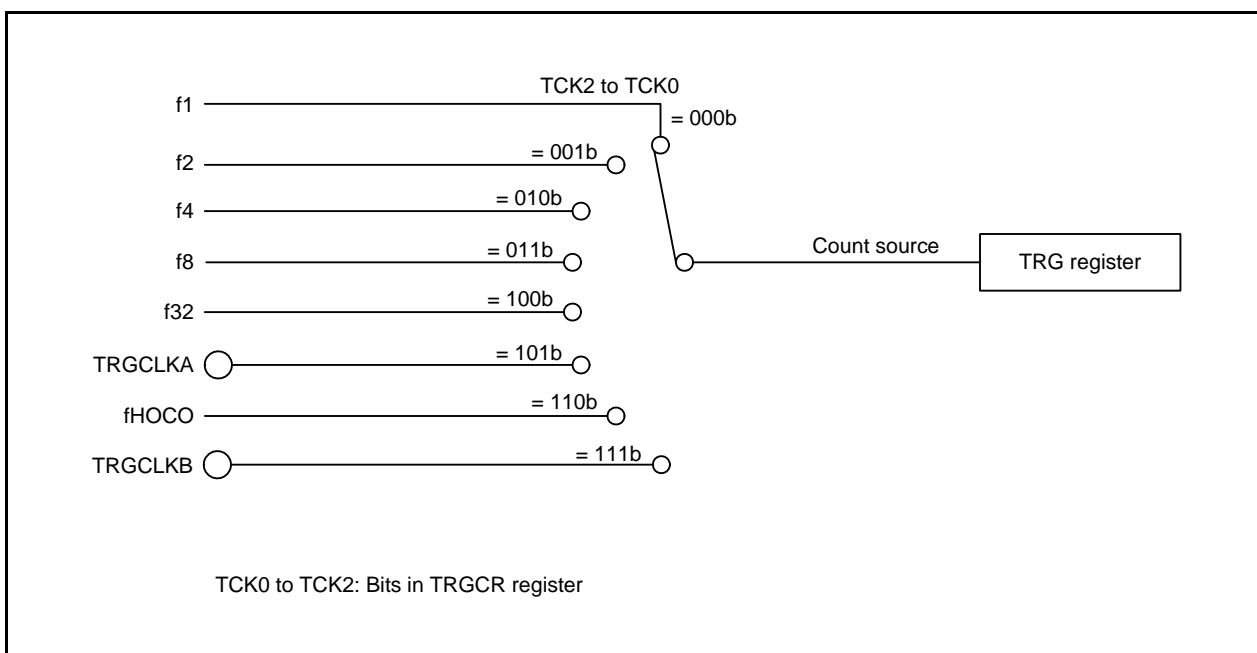 TCK2 to TCK0
f1
= 000b
f2
= 001b
f4
= 010b
f8
= 011b
Count source
TRG register
f32
= 100b
TRGCLKA
= 101b
fHOCO
= 110b
TRGCLKB
= 111b
TCK0 to TCK2: Bits in TRGCR register